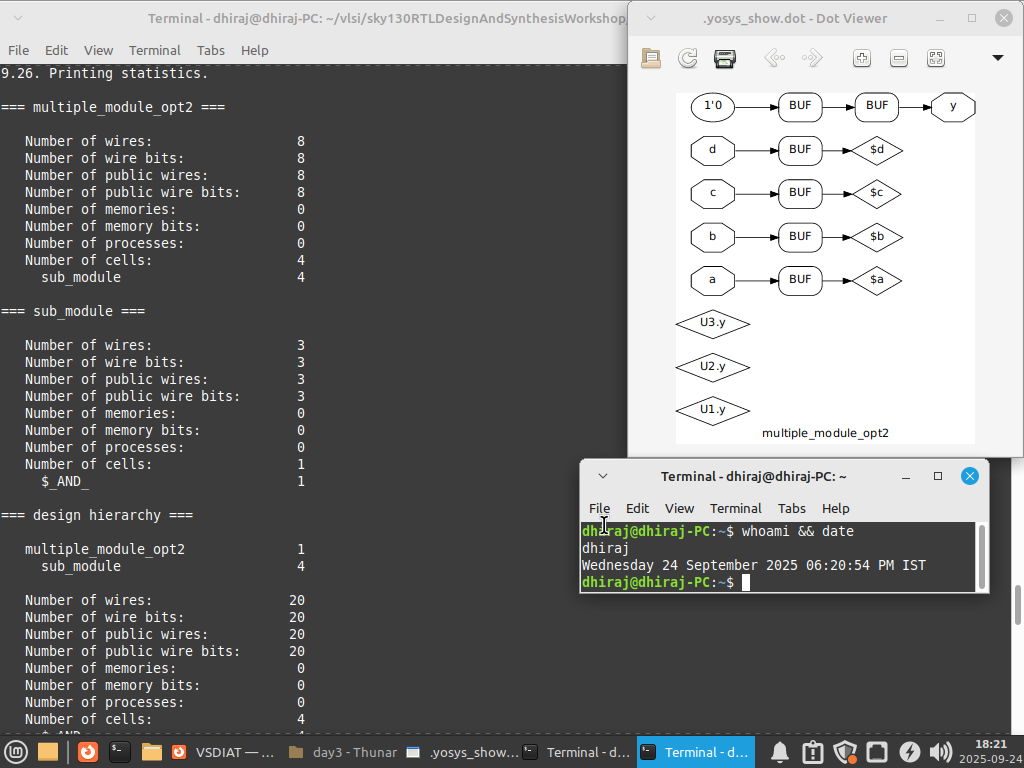 Terminal - dhiraj@dhiraj-PC: ~/vlsi/sky130RTLDesignAndSynthesisWorkshop/
File Edit View Terminal Tabs Help
9.26. Printing statistics.
=== multiple_module_opt2 ===
Number of wires: 8
Number of wire bits: 8
Number of public wires: 8
Number of public wire bits: 8
Number of memories: 0
Number of memory bits: 0
Number of processes: 0
Number of cells: 4
sub_module 4
=== sub_module ===
Number of wires: 3
Number of wire bits: 3
Number of public wires: 3
Number of public wire bits: 3
Number of memories: 0
Number of memory bits: 0
Number of processes: 0
Number of cells: 1
$_AND_ 1
=== design hierarchy ===
multiple_module_opt2 1
sub_module 4
Number of wires: 20
Number of wire bits: 20
Number of public wires: 20
Number of public wire bits: 20
Number of memories: 0
Number of memory bits: 0
Number of processes: 0
Number of cells: 4
.yosys_show.dot - Dot Viewer
1'0 BUF BUF y
d BUF $d
c BUF $c
b BUF $b
a BUF $a
U3.y
U2.y
U1.y
multiple_module_opt2
Terminal - dhiraj@dhiraj-PC: ~
File Edit View Terminal Tabs Help
dhiraj@dhiraj-PC:~$ whoami && date
dhiraj
Wednesday 24 September 2025 06:20:54 PM IST
dhiraj@dhiraj-PC:~$
VSDIAT — ... day3 - Thunar .yosys_show... Terminal - d... Terminal - d...
18:21
2025-09-24